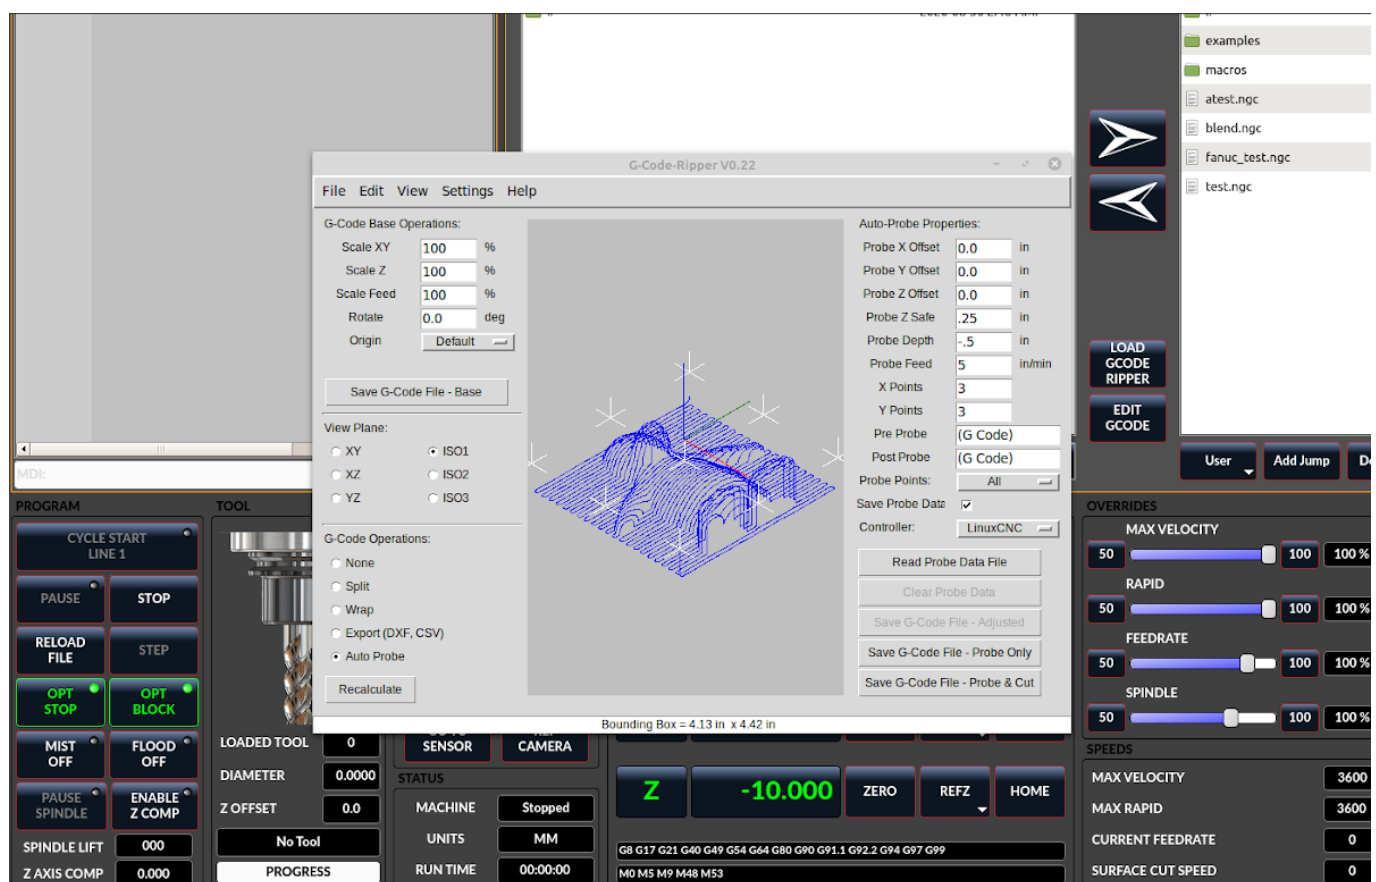 examples
macros
atest.ngc
blend.ngc
fanuc_test.ngc
test.ngc
G-Code-Ripper V0.22
File Edit View Settings Help
G-Code Base Operations:
Scale XY 100 %
Scale Z 100 %
Scale Feed 100 %
Rotate 0.0 deg
Origin Default
Save G-Code File - Base
View Plane:
XY ISO1
XZ ISO2
YZ ISO3
G-Code Operations:
None
Split
Wrap
Export (DXF, CSV)
Auto Probe
Recalculate
Auto-Probe Properties:
Probe X Offset 0.0 in
Probe Y Offset 0.0 in
Probe Z Offset 0.0 in
Probe Z Safe .25 in
Probe Depth -.5 in
Probe Feed 5 in/min
X Points 3
Y Points 3
Pre Probe (G Code)
Post Probe (G Code)
Probe Points: All
Save Probe Data
Controller: LinuxCNC
Read Probe Data File
Clear Probe Data
Save G-Code File - Adjusted
Save G-Code File - Probe Only
Save G-Code File - Probe & Cut
Bounding Box = 4.13 in x 4.42 in
LOAD
GCODE
RIPPER
EDIT
GCODE
User Add Jump
MDI:
PROGRAM
CYCLE START
LINE 1
PAUSE STOP
RELOAD
FILE
STEP
OPT
STOP
OPT
BLOCK
MIST
OFF
FLOOD
OFF
PAUSE
SPINDLE
ENABLE
Z COMP
SPINDLE LIFT 000
Z AXIS COMP 0.000
TOOL
LOADED TOOL 0
DIAMETER 0.0000
Z OFFSET 0.0
No Tool
PROGRESS
SENSOR
CAMERA
STATUS
MACHINE Stopped
UNITS MM
RUN TIME 00:00:00
Z -10.000 ZERO REFZ HOME
G8 G17 G21 G40 G49 G54 G64 G80 G90 G91.1 G92.2 G94 G97 G99
M0 M5 M9 M48 M53
OVERRIDES
MAX VELOCITY
50 100 100 %
RAPID
50 100 100 %
FEEDRATE
50 100 100 %
SPINDLE
50 100 100 %
SPEEDS
MAX VELOCITY 3600
MAX RAPID 3600
CURRENT FEEDRATE 0
SURFACE CUT SPEED 0